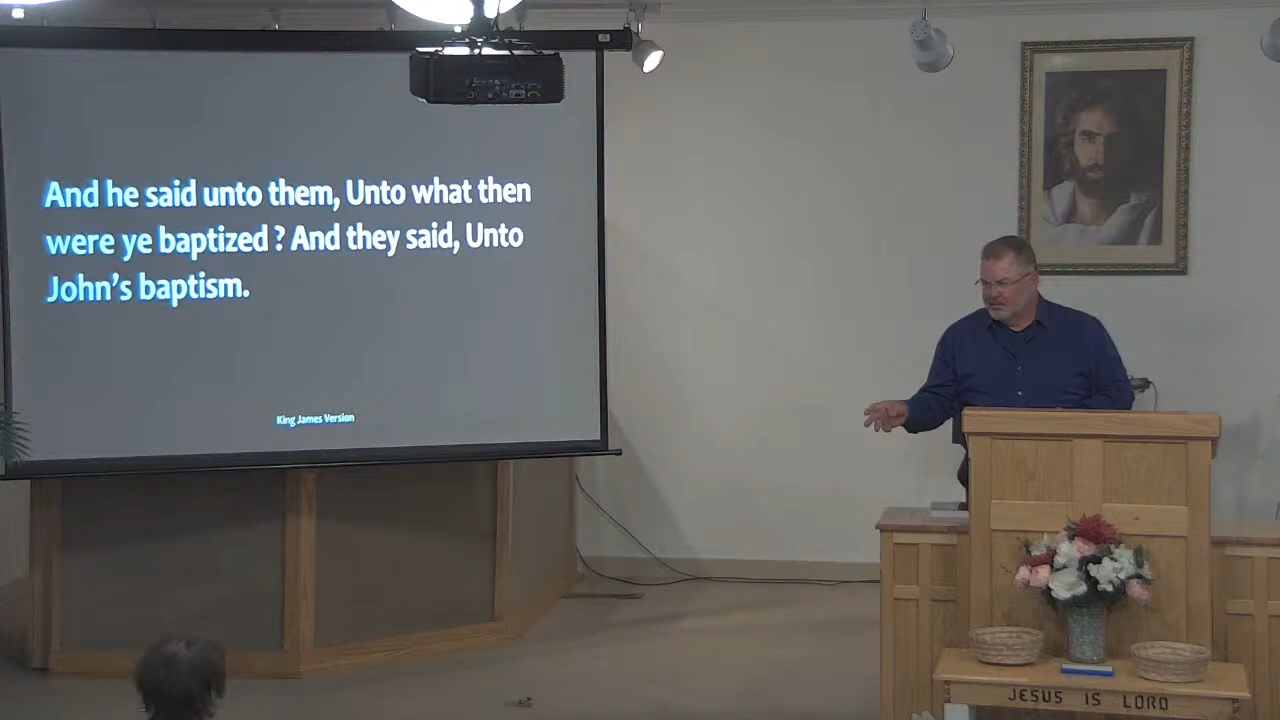 And he said unto them, Unto what then
were ye baptized ? And they said, Unto
John's baptism.
King James Version
JESUS IS LORD